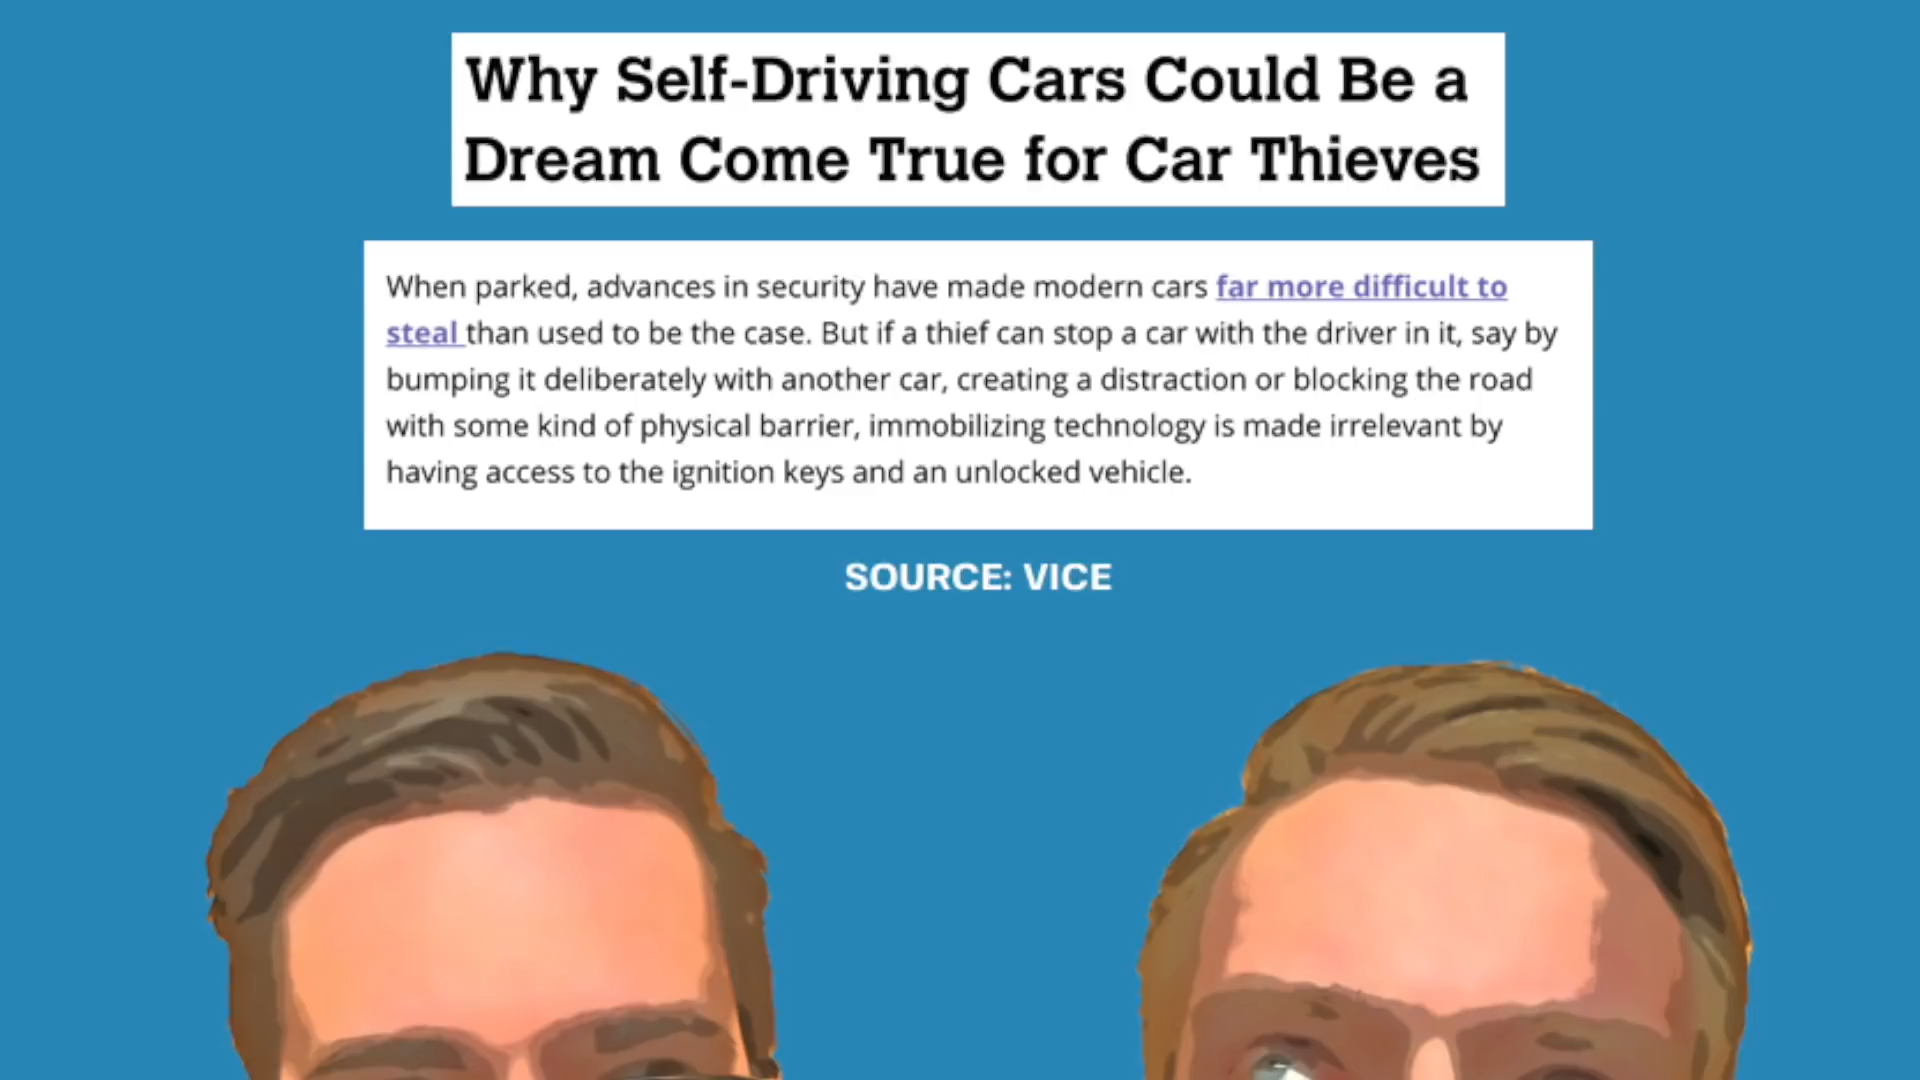 Why Self-Driving Cars Could Be a
Dream Come True for Car Thieves
When parked, advances in security have made modern cars far more difficult to
steal than used to be the case. But if a thief can stop a car with the driver in it, say by
bumping it deliberately with another car, creating a distraction or blocking the road
with some kind of physical barrier, immobilizing technology is made irrelevant by
having access to the ignition keys and an unlocked vehicle.
SOURCE: VICE